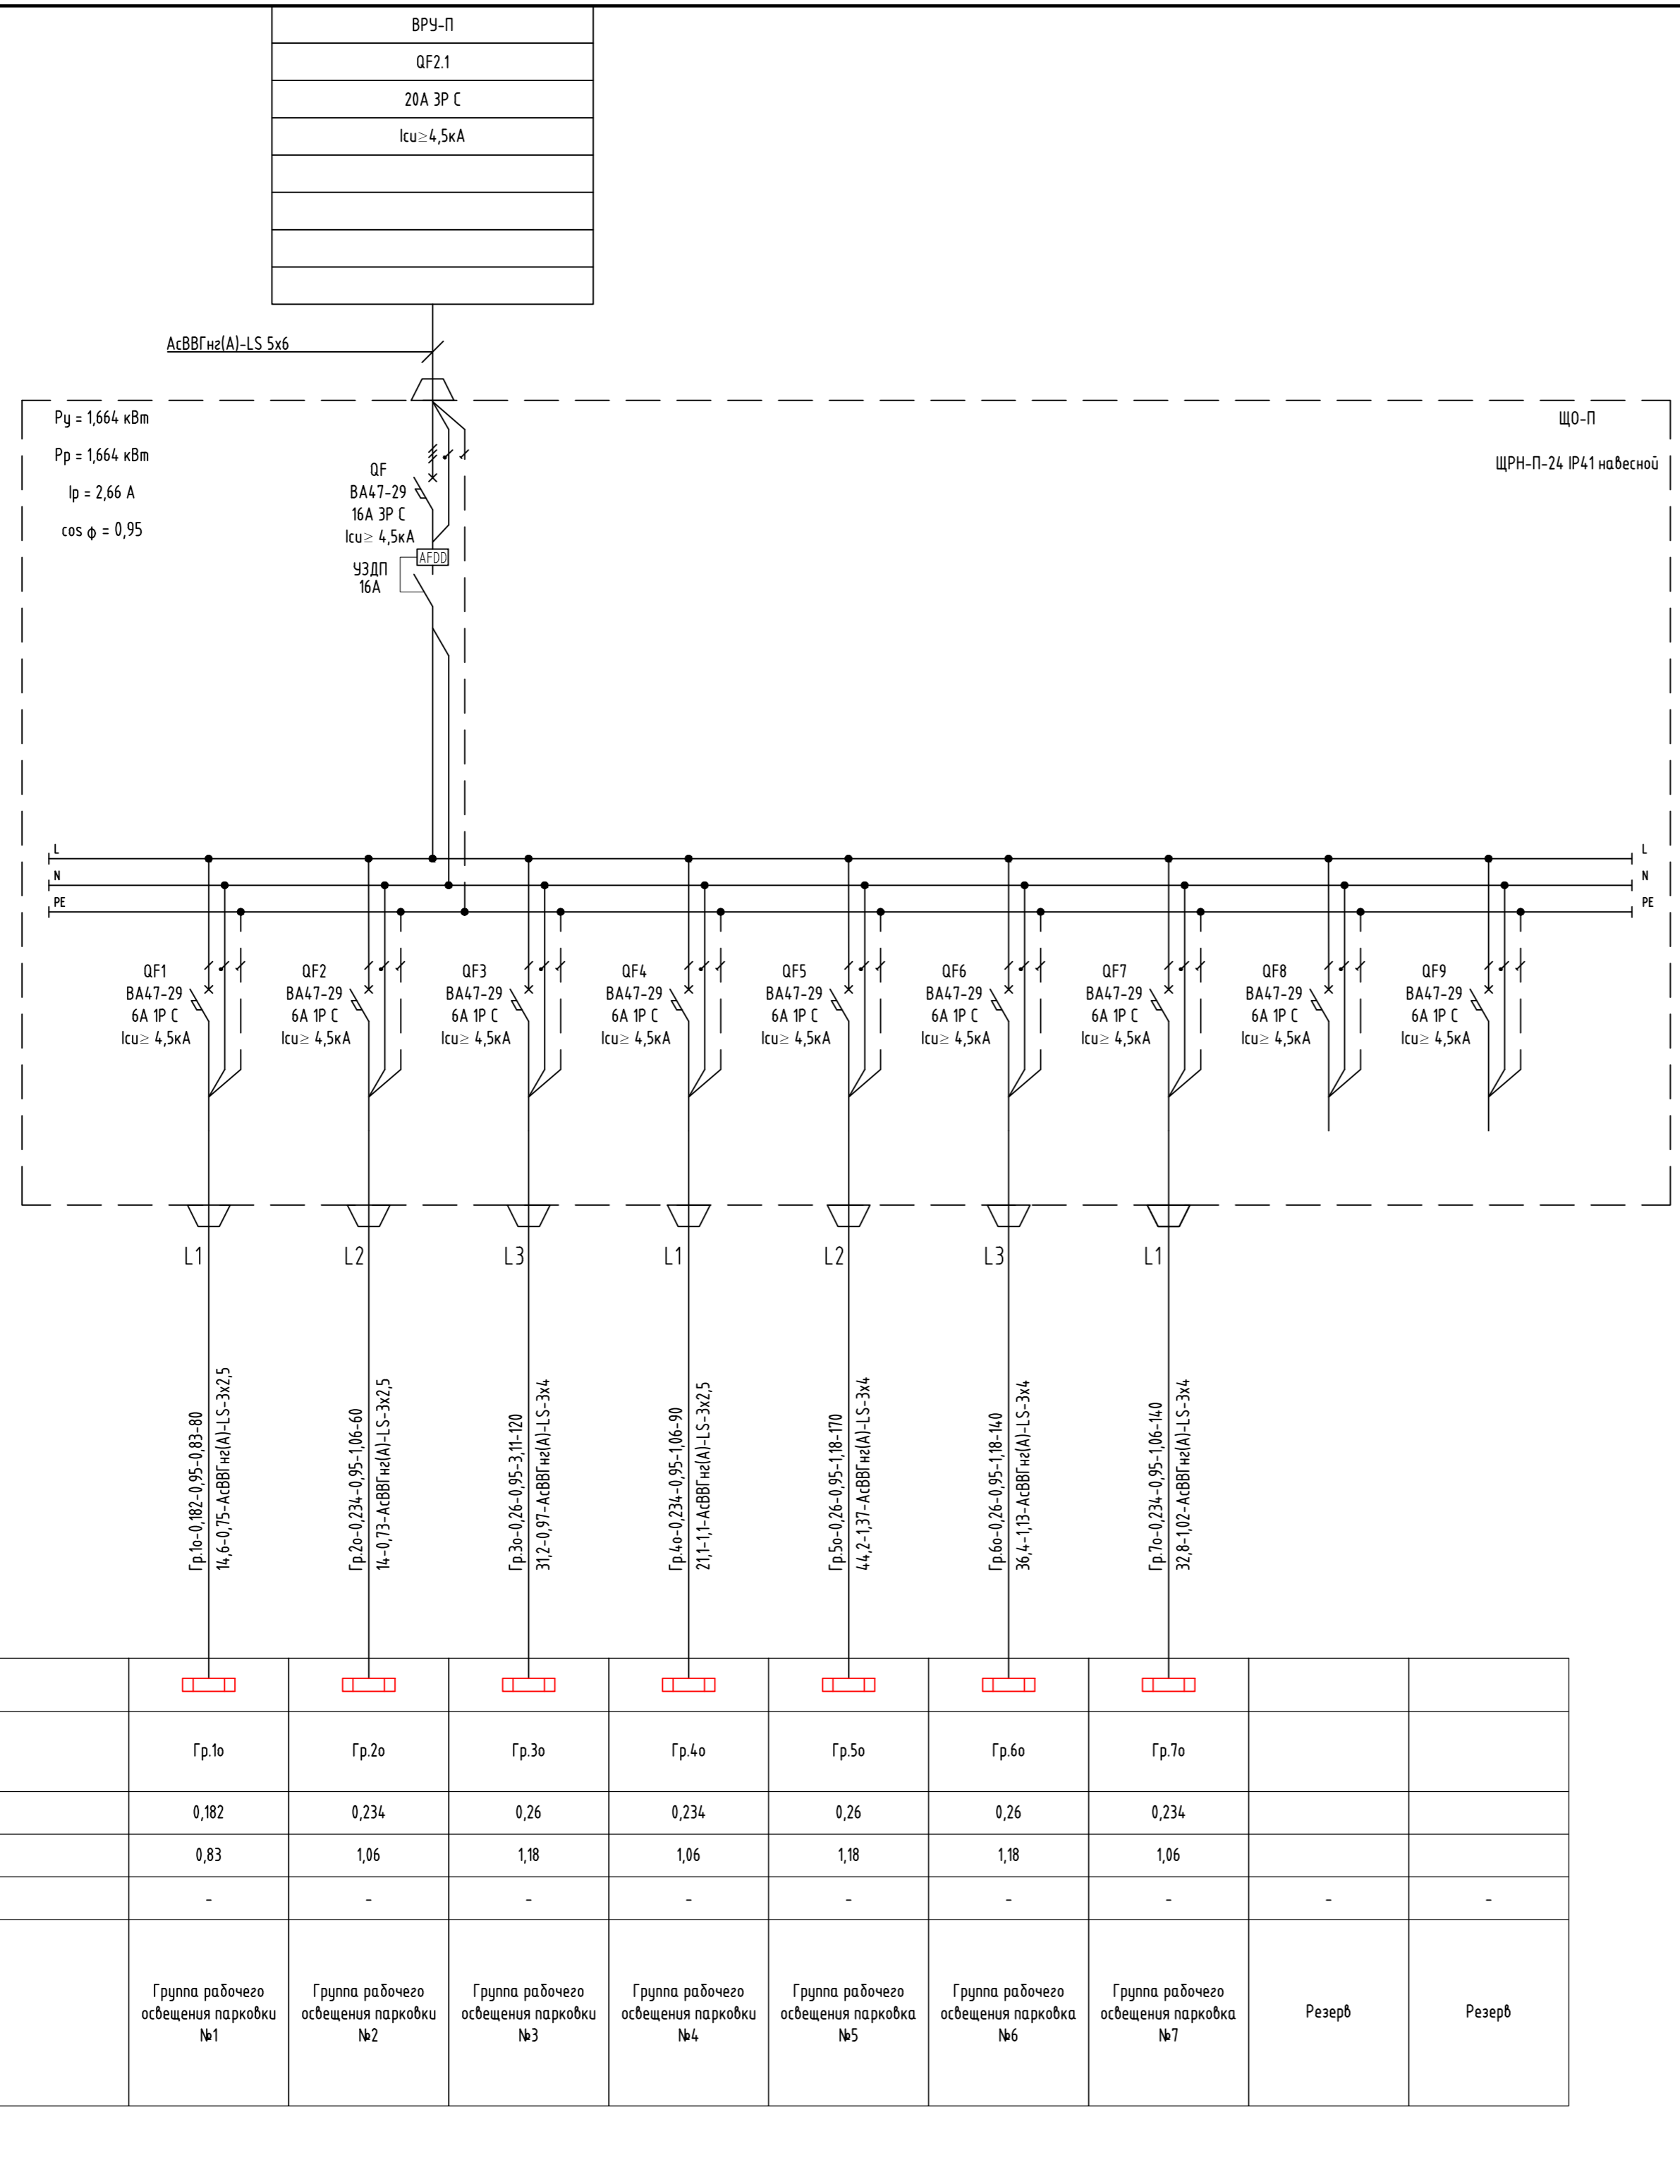 ВРУ-П
QF2.1
20А 3P С
Icu≥4,5кА
АсВВГнг(А)-LS 5х6
Ру = 1,664 кВт
Рр = 1,664 кВт
Iр = 2,66 А
cos φ = 0,95
ЩО-П
ЩРН-П-24 IP41 навесной
QF
ВА47-29
16А 3P С
Icu≥ 4,5кА
AFDD
УЗДП
16А
L
L
N
N
PE
PE
QF1
ВА47-29
6А 1P С
Icu≥ 4,5кА
QF2
ВА47-29
6А 1P С
Icu≥ 4,5кА
QF3
ВА47-29
6А 1P С
Icu≥ 4,5кА
QF4
ВА47-29
6А 1P С
Icu≥ 4,5кА
QF5
ВА47-29
6А 1P С
Icu≥ 4,5кА
QF6
ВА47-29
6А 1P С
Icu≥ 4,5кА
QF7
ВА47-29
6А 1P С
Icu≥ 4,5кА
QF8
ВА47-29
6А 1P С
Icu≥ 4,5кА
QF9
ВА47-29
6А 1P С
Icu≥ 4,5кА
L1
L2
L3
L1
L2
L3
L1
Гр.1о-0,182-0,95-0,83-80
14,6-0,75-АсВВГнг(А)-LS-3х2,5
Гр.2о-0,234-0,95-1,06-60
14-0,73-АсВВГнг(А)-LS-3х2,5
Гр.3о-0,26-0,95-3,11-120
31,2-0,97-АсВВГнг(А)-LS-3х4
Гр.4о-0,234-0,95-1,06-90
21,1-1,1-АсВВГнг(А)-LS-3х2,5
Гр.5о-0,26-0,95-1,18-170
44,2-1,37-АсВВГнг(А)-LS-3х4
Гр.6о-0,26-0,95-1,18-140
36,4-1,13-АсВВГнг(А)-LS-3х4
Гр.7о-0,234-0,95-1,06-140
32,8-1,02-АсВВГнг(А)-LS-3х4
Гр.1о
Гр.2о
Гр.3о
Гр.4о
Гр.5о
Гр.6о
Гр.7о
0,182
0,234
0,26
0,234
0,26
0,26
0,234
0,83
1,06
1,18
1,06
1,18
1,18
1,06
-
-
-
-
-
-
-
-
-
Группа рабочего
освещения парковки
№1
Группа рабочего
освещения парковки
№2
Группа рабочего
освещения парковки
№3
Группа рабочего
освещения парковки
№4
Группа рабочего
освещения парковка
№5
Группа рабочего
освещения парковка
№6
Группа рабочего
освещения парковка
№7
Резерв
Резерв